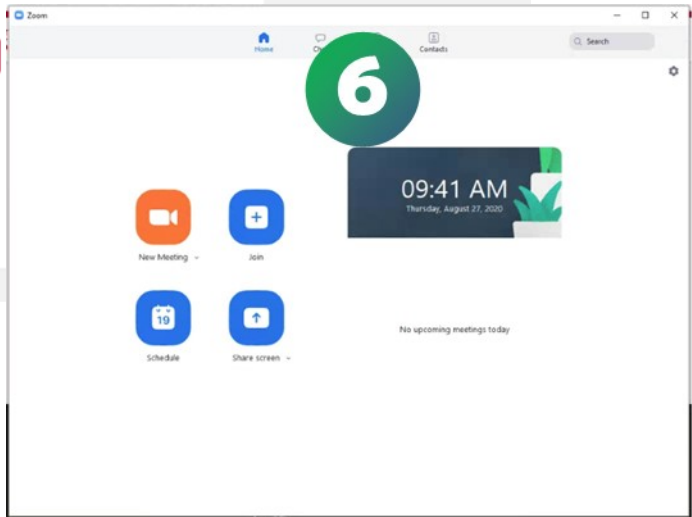 Zoom
Home
Contacts
Search
6
09:41 AM
Thursday, August 27, 2020
New Meeting
Join
19
Schedule
Share screen
No upcoming meetings today